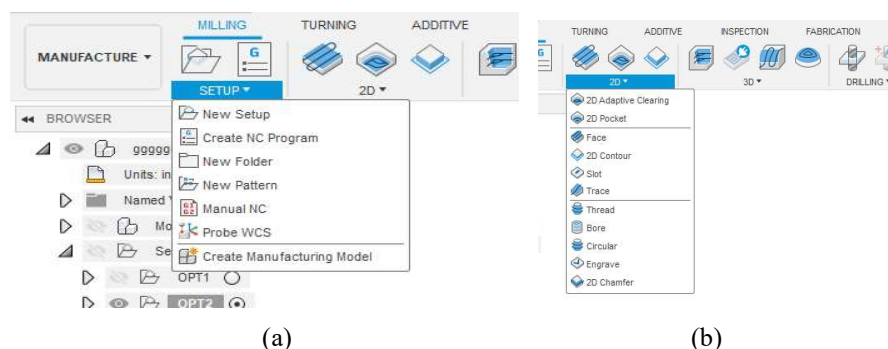 MILLING TURNING ADDITIVE
MANUFACTURE
SETUP 2D
BROWSER
New Setup
Create NC Program
ggggg
New Folder
Units: in
New Pattern
Named
Manual NC
Mo
Probe WCS
Se
Create Manufacturing Model
OPT1
OPT2
(a)
TURNING ADDITIVE INSPECTION FABRICATION
2D 3D DRILLING
2D Adaptive Clearing
2D Pocket
Face
2D Contour
Slot
Trace
Thread
Bore
Circular
Engrave
2D Chamfer
(b)